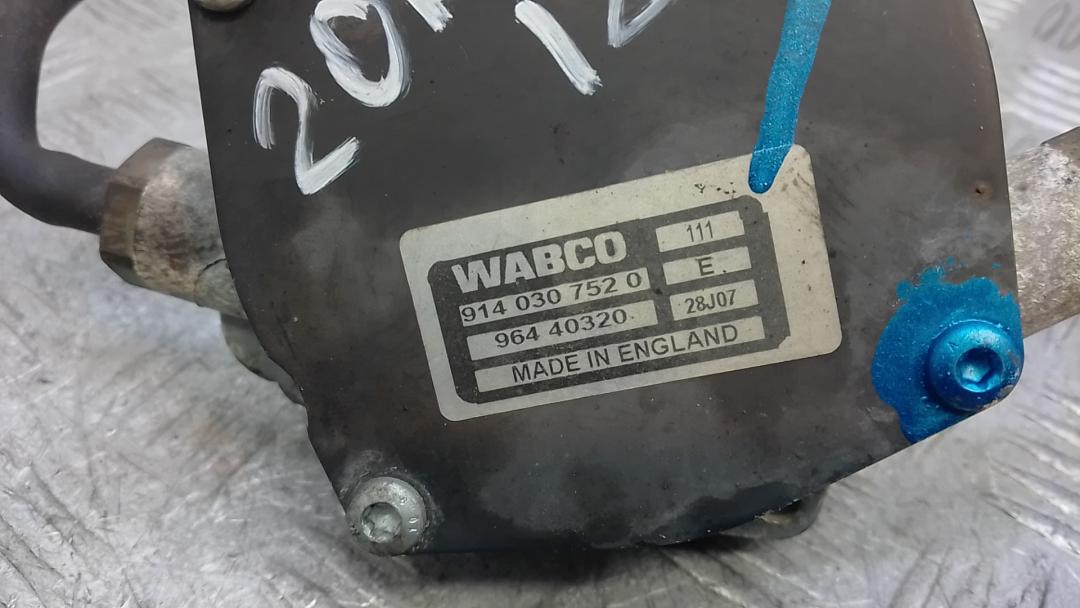 WABCO 111
914 030 752 0 E
964 40320 28J07
MADE IN ENGLAND